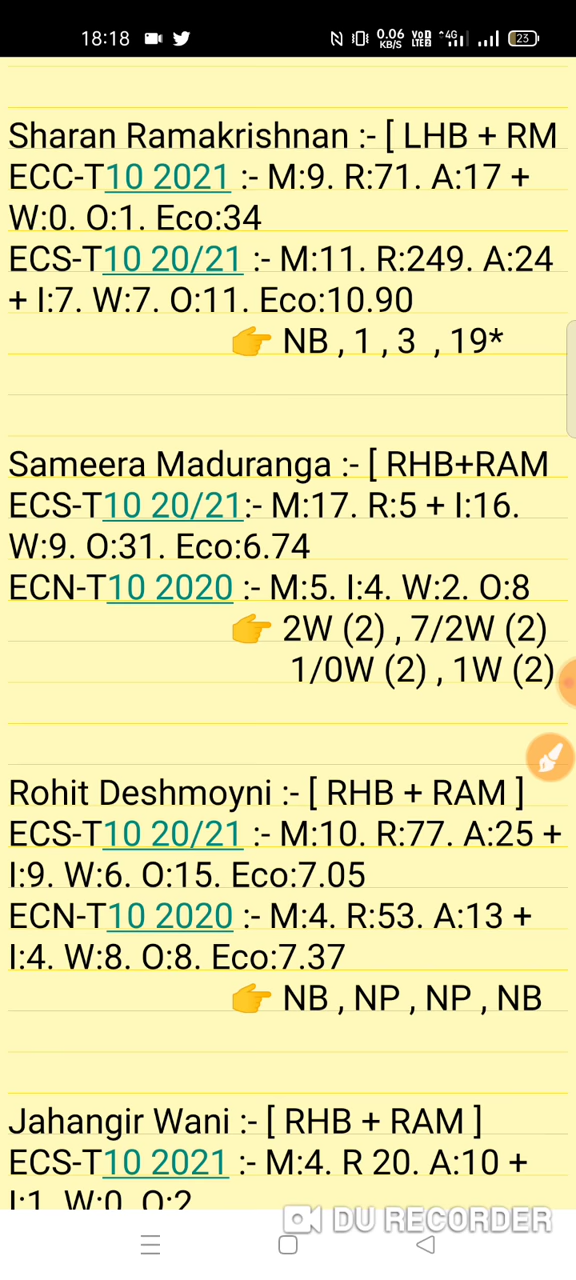 18:18 0.06 KB/S VoD LTE2 4G 23
Sharan Ramakrishnan :- [ LHB + RM
ECC-T10 2021 :- M:9. R:71. A:17 +
W:0. O:1. Eco:34
ECS-T10 20/21 :- M:11. R:249. A:24
+ I:7. W:7. O:11. Eco:10.90
👉 NB , 1 , 3 , 19*
Sameera Maduranga :- [ RHB+RAM
ECS-T10 20/21:- M:17. R:5 + I:16.
W:9. O:31. Eco:6.74
ECN-T10 2020 :- M:5. I:4. W:2. O:8
👉 2W (2) , 7/2W (2)
1/0W (2) , 1W (2)
Rohit Deshmoyni :- [ RHB + RAM ]
ECS-T10 20/21 :- M:10. R:77. A:25 +
I:9. W:6. O:15. Eco:7.05
ECN-T10 2020 :- M:4. R:53. A:13 +
I:4. W:8. O:8. Eco:7.37
👉 NB , NP , NP , NB
Jahangir Wani :- [ RHB + RAM ]
ECS-T10 2021 :- M:4. R 20. A:10 +
I:1. W:0. O:2
DU RECORDER